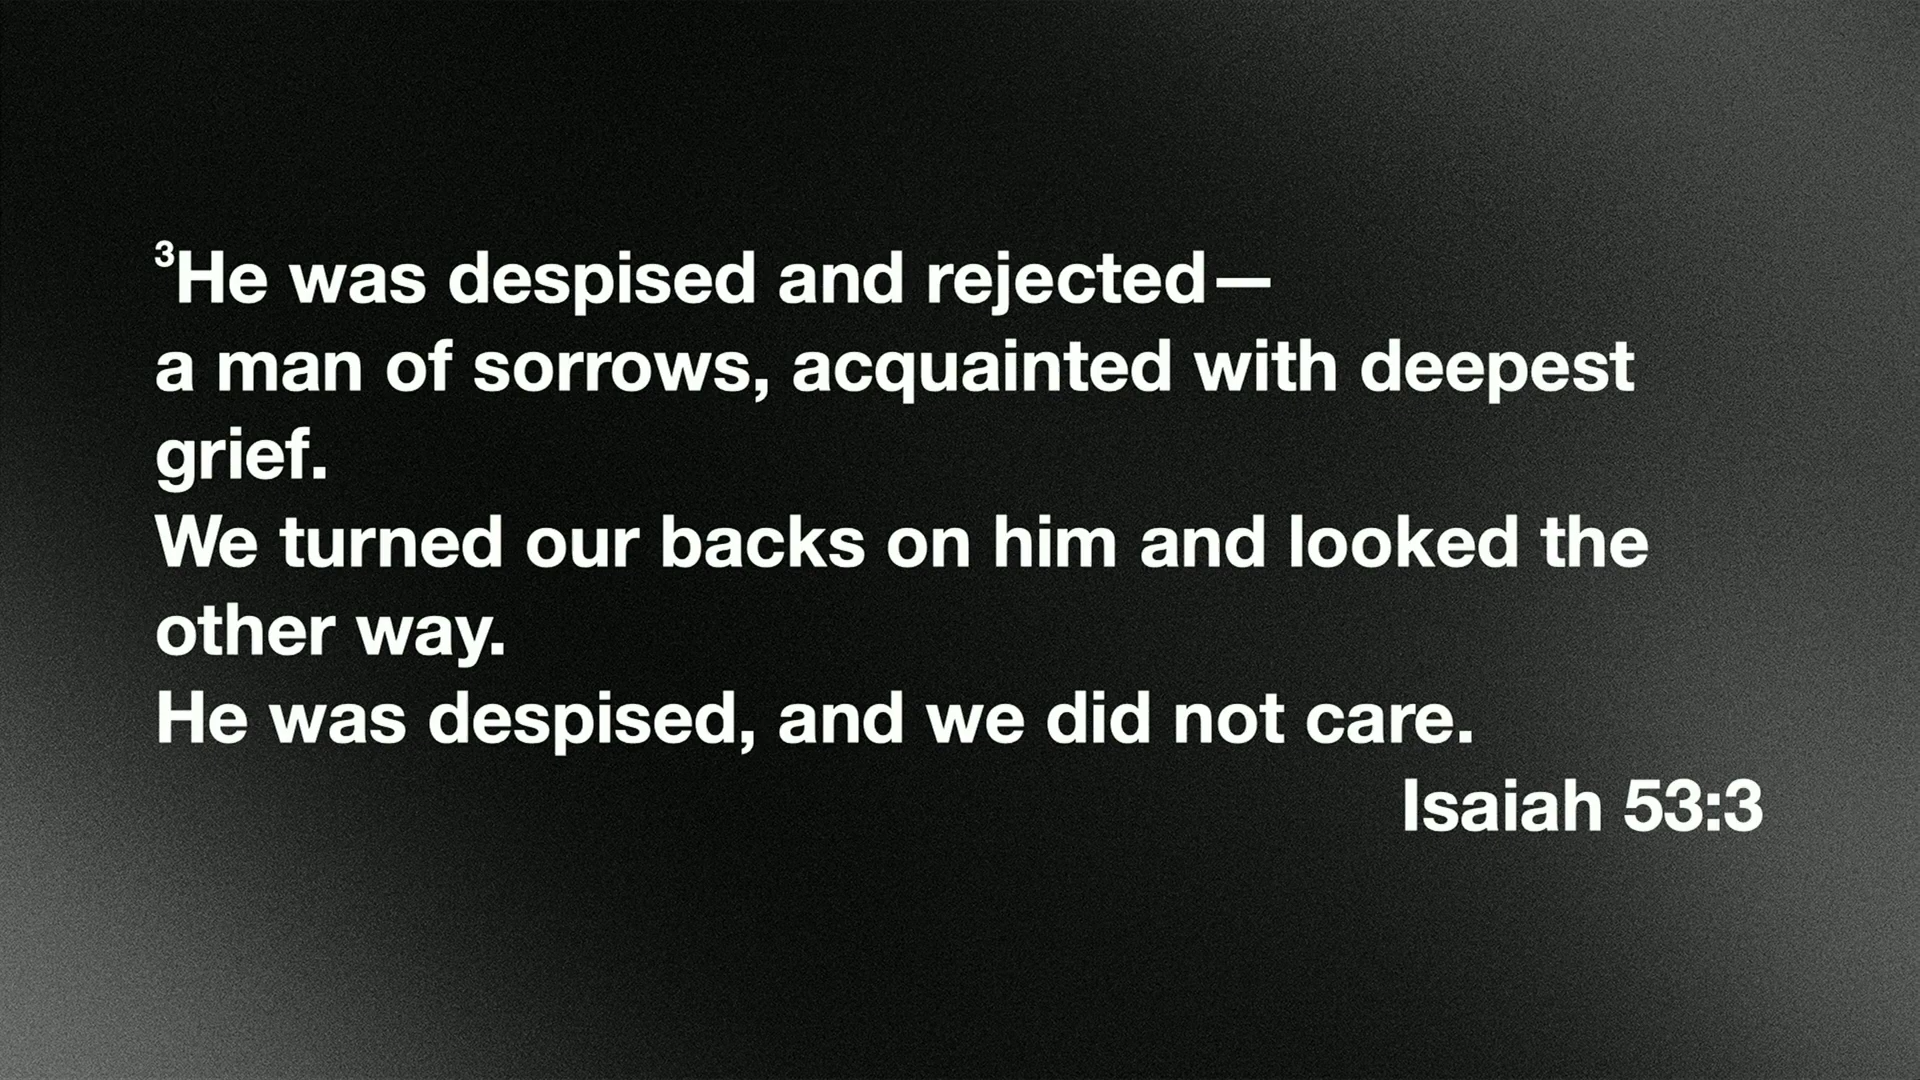 ³He was despised and rejected—
a man of sorrows, acquainted with deepest
grief.
We turned our backs on him and looked the
other way.
He was despised, and we did not care.
Isaiah 53:3